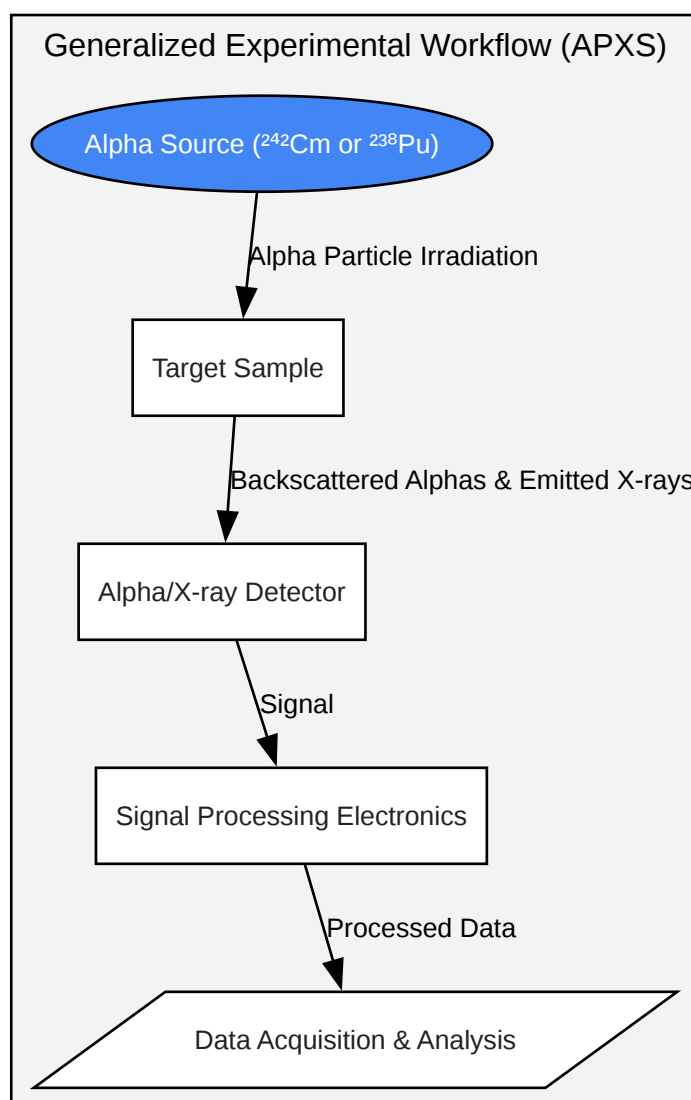 Generalized Experimental Workflow (APXS)
Alpha Source (²⁴²Cm or ²³⁸Pu)
Alpha Particle Irradiation
Target Sample
Backscattered Alphas & Emitted X-rays
Alpha/X-ray Detector
Signal
Signal Processing Electronics
Processed Data
Data Acquisition & Analysis